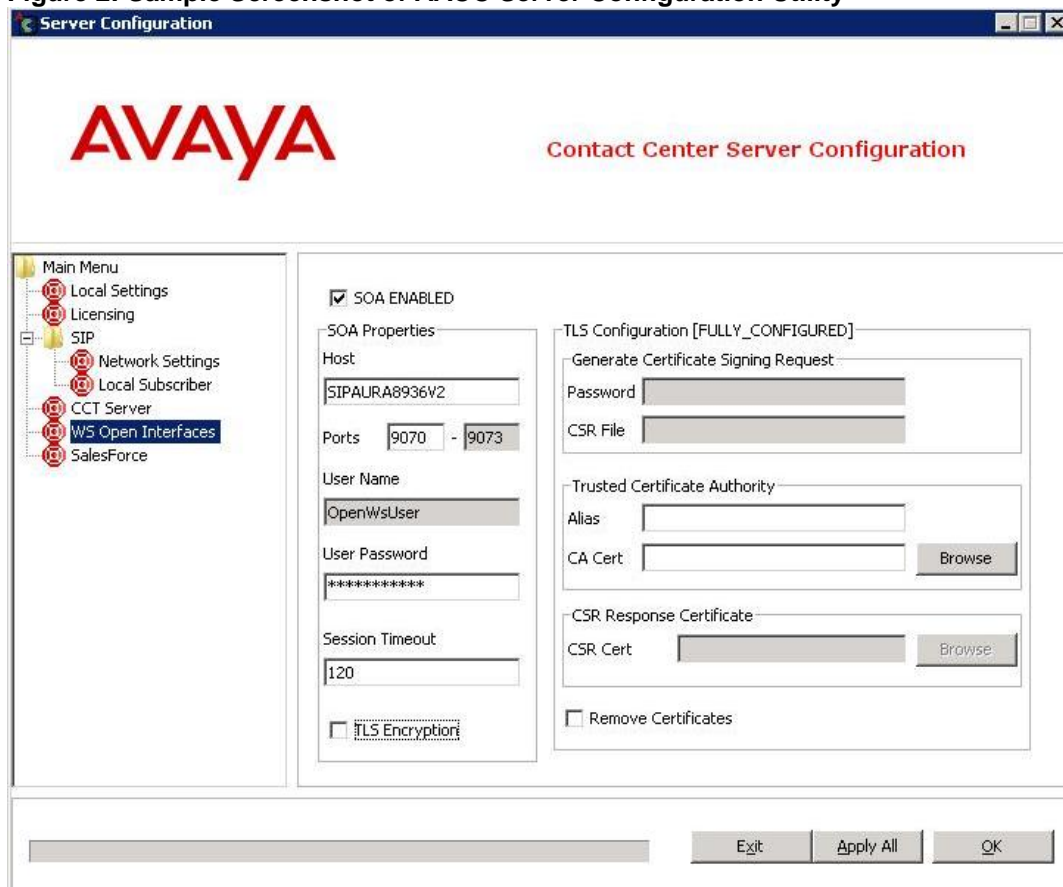 Server Configuration
AVAYA
Contact Center Server Configuration
Main Menu
Local Settings
Licensing
SIP
Network Settings
Local Subscriber
CCT Server
WS Open Interfaces
SalesForce
SOA ENABLED
SOA Properties
Host
SIPAURA8936V2
Ports 9070 - 9073
User Name
OpenWsUser
User Password
***********
Session Timeout
120
TLS Encryption
TLS Configuration [FULLY_CONFIGURED]
Generate Certificate Signing Request
Password
CSR File
Trusted Certificate Authority
Alias
CA Cert Browse
CSR Response Certificate
CSR Cert Browse
Remove Certificates
Exit Apply All OK